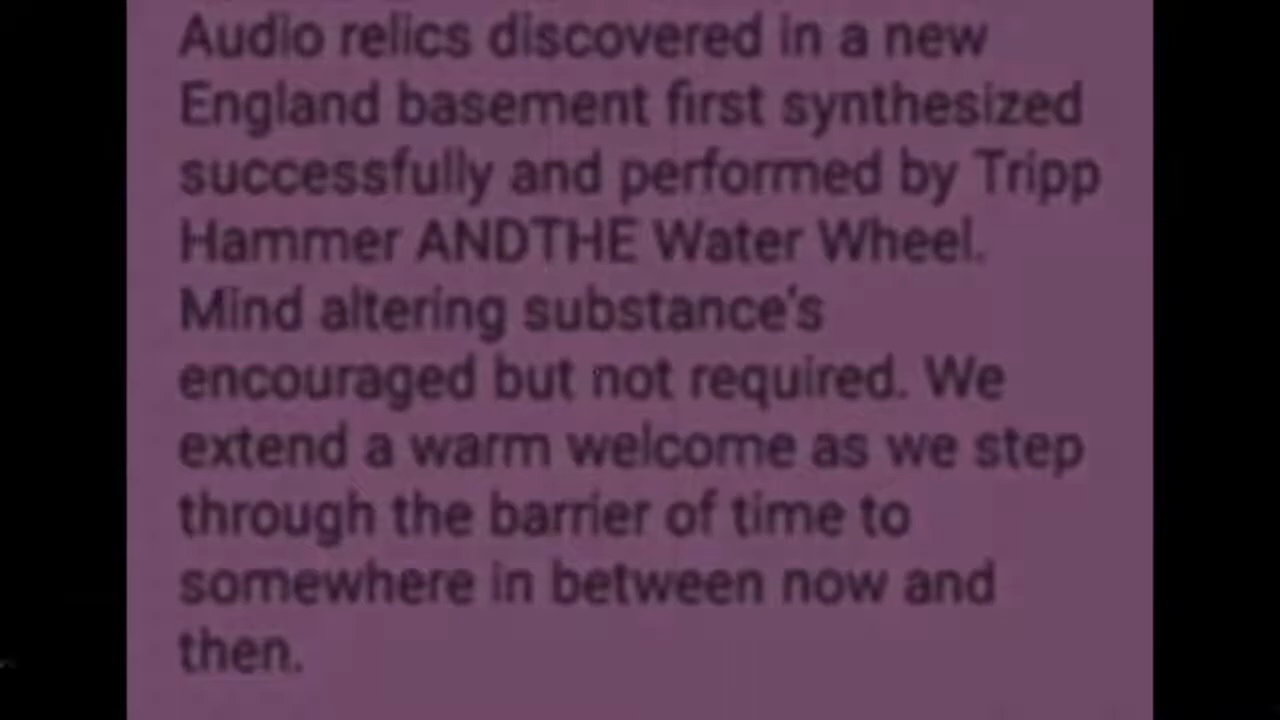 Audio relics discovered in a new
England basement first synthesized
successfully and performed by Tripp
Hammer ANDTHE Water Wheel.
Mind altering substance's
encouraged but not required. We
extend a warm welcome as we step
through the barrier of time to
somewhere in between now and
then.